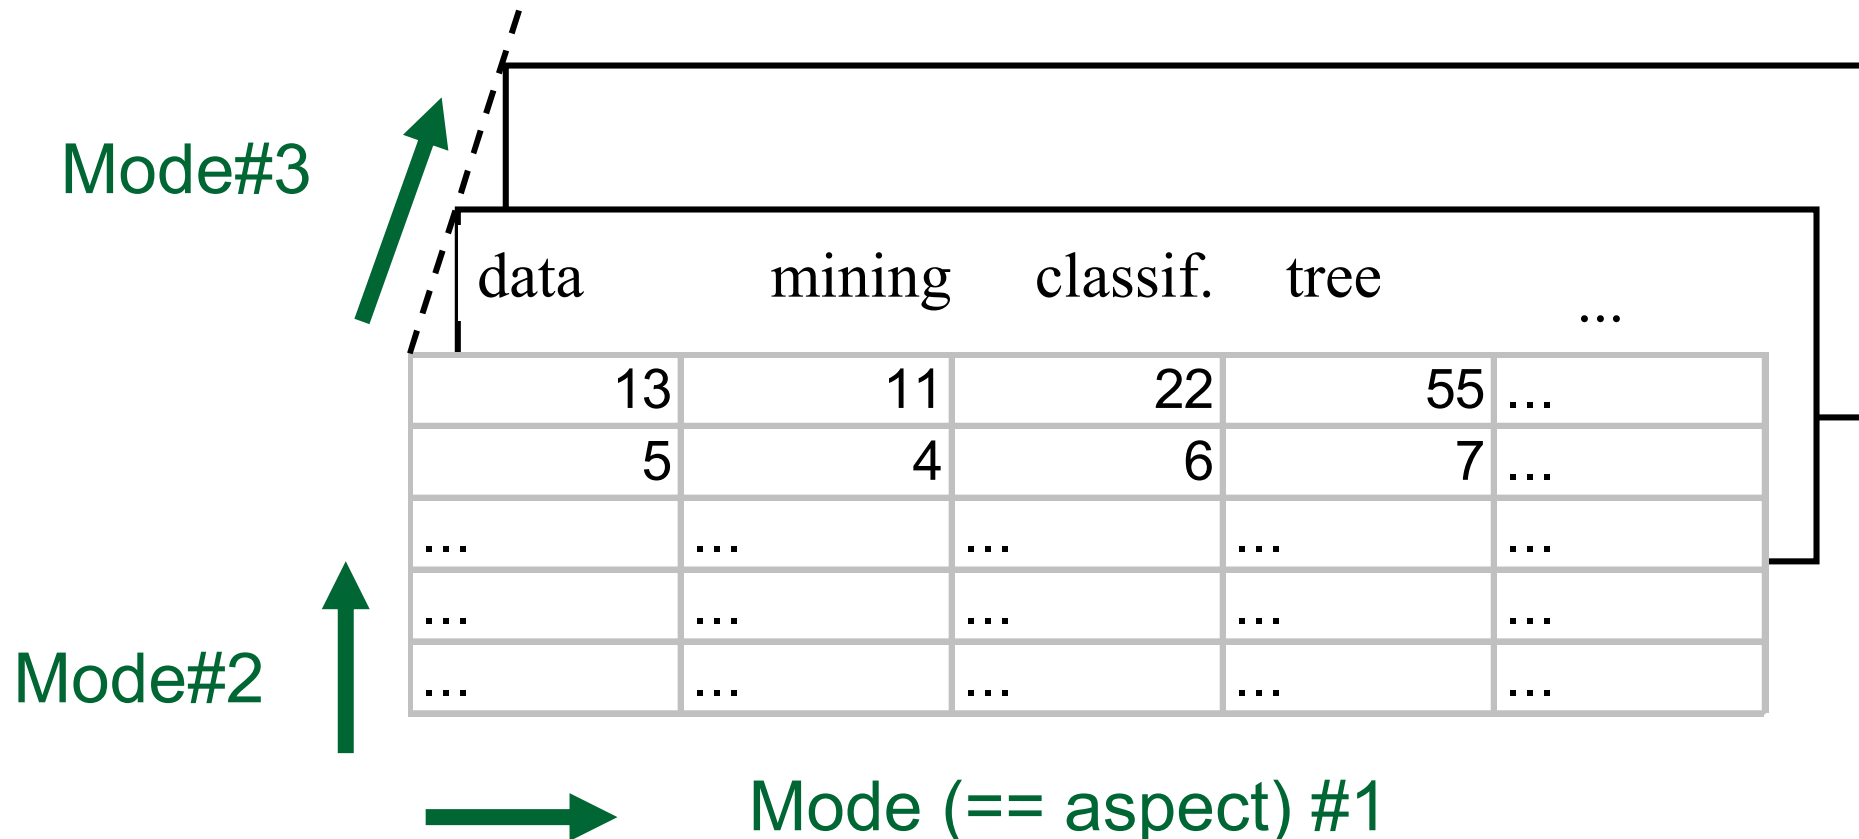 Mode#3
data mining classif. tree ...
13 11 22 55 ...
5 4 6 7 ...
... ... ... ... ...
... ... ... ... ...
... ... ... ... ...
Mode#2
Mode (== aspect) #1